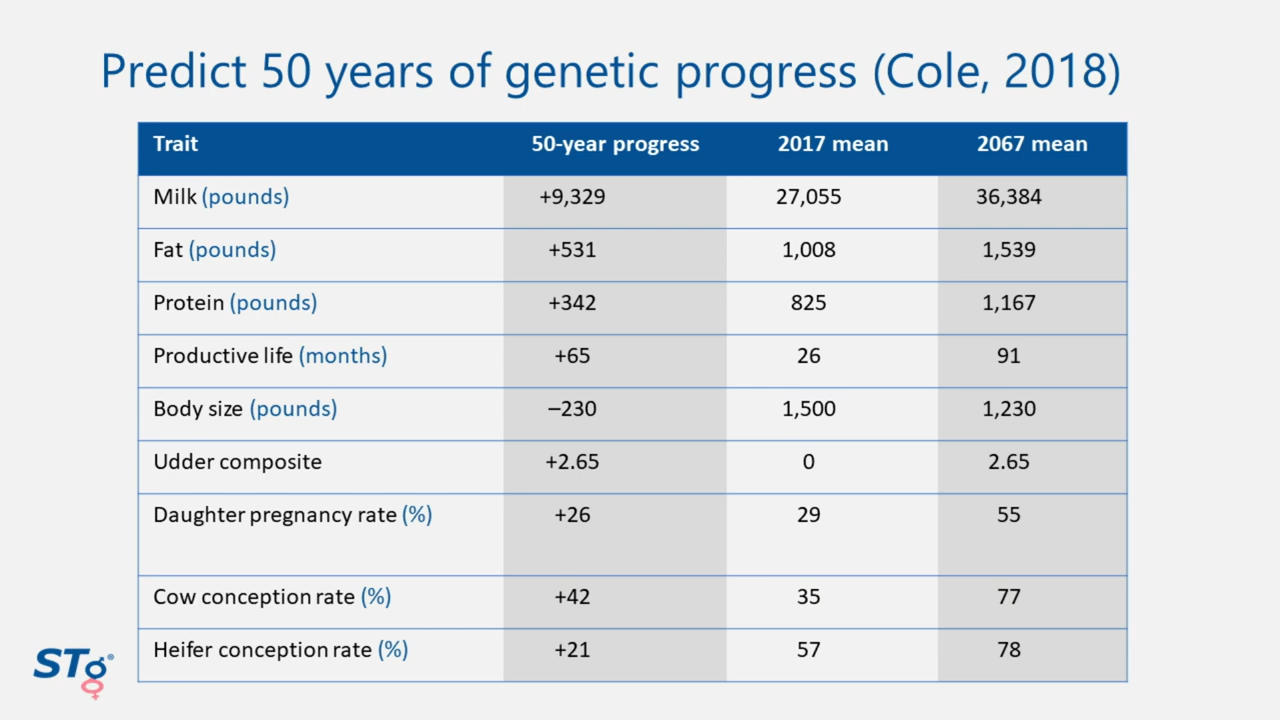 Predict 50 years of genetic progress (Cole, 2018)
Trait 50-year progress 2017 mean 2067 mean
Milk (pounds) +9,329 27,055 36,384
Fat (pounds) +531 1,008 1,539
Protein (pounds) +342 825 1,167
Productive life (months) +65 26 91
Body size (pounds) –230 1,500 1,230
Udder composite +2.65 0 2.65
Daughter pregnancy rate (%) +26 29 55
Cow conception rate (%) +42 35 77
Heifer conception rate (%) +21 57 78
STg®